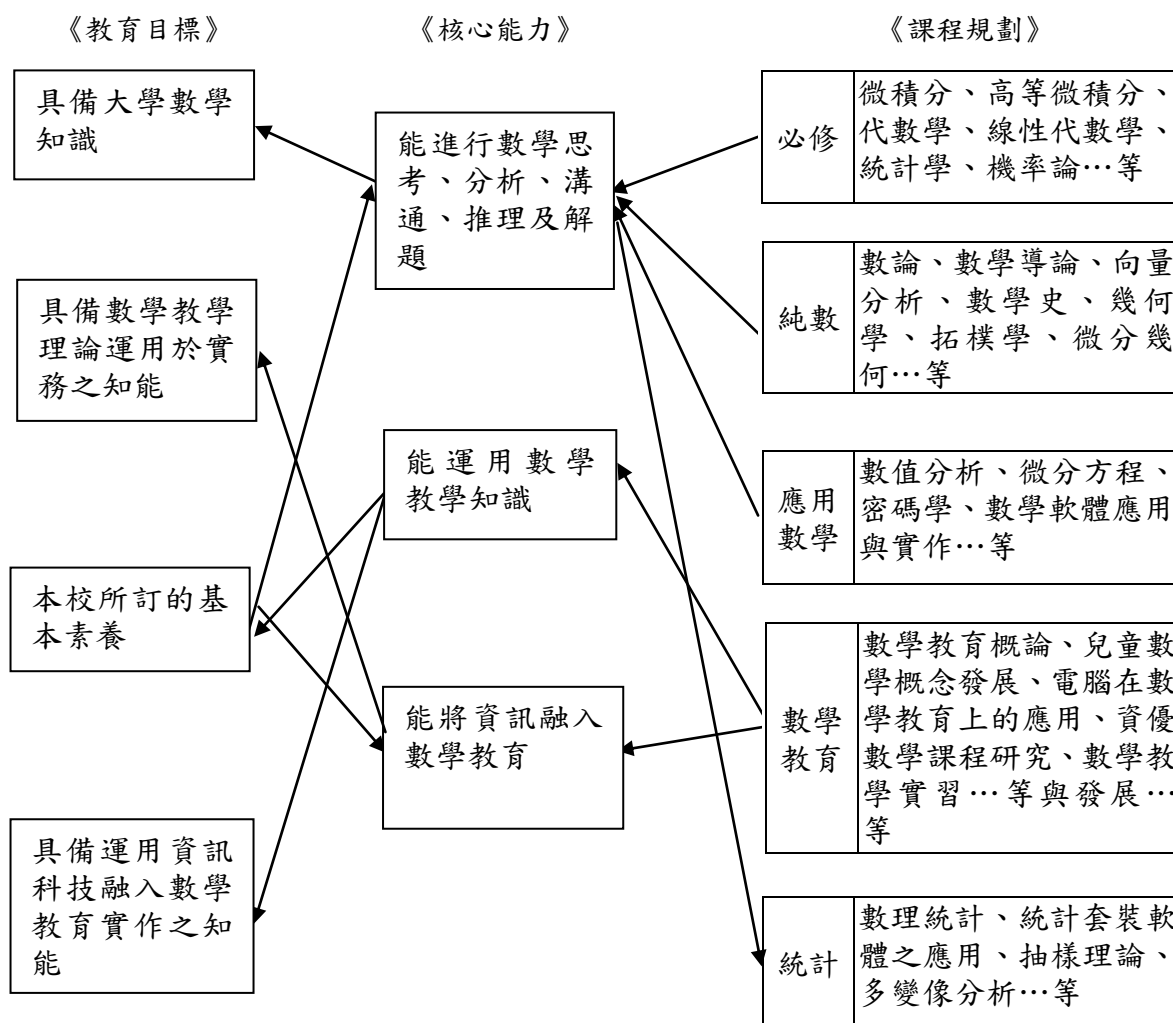 《教育目標》
《核心能力》
《課程規劃》
具備大學數學
知識
具備數學教學
理論運用於實
務之知能
本校所訂的基
本素養
具備運用資訊
科技融入數學
教育實作之知
能
能進行數學思
考、分析、溝
通、推理及解
題
能運用數學
教學知識
能將資訊融入
數學教育
必修
微積分、高等微積分、
代數學、線性代數學、
統計學、機率論…等
純數
數論、數學導論、向量
分析、數學史、幾何
學、拓樸學、微分幾
何…等
應用
數學
數值分析、微分方程、
密碼學、數學軟體應用
與實作…等
數學
教育
數學教育概論、兒童數
學概念發展、電腦在數
學教育上的應用、資優
數學課程研究、數學教
學實習…等與發展…
等
統計
數理統計、統計套裝軟
體之應用、抽樣理論、
多變像分析…等